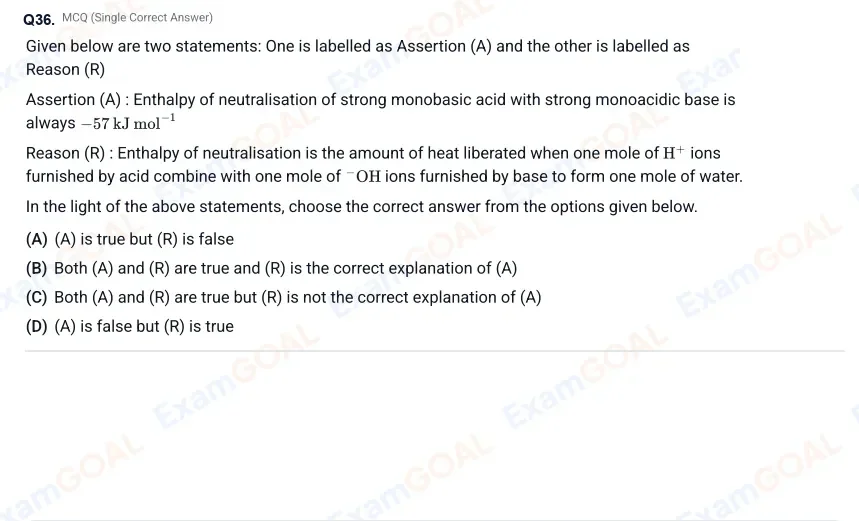 Q36. MCQ (Single Correct Answer)
Given below are two statements: One is labelled as Assertion (A) and the other is labelled as
Reason (R)
Assertion (A) : Enthalpy of neutralisation of strong monobasic acid with strong monoacidic base is
always −57 kJ mol⁻¹
Reason (R) : Enthalpy of neutralisation is the amount of heat liberated when one mole of H⁺ ions
furnished by acid combine with one mole of ⁻OH ions furnished by base to form one mole of water.
In the light of the above statements, choose the correct answer from the options given below.
(A) (A) is true but (R) is false
(B) Both (A) and (R) are true and (R) is the correct explanation of (A)
(C) Both (A) and (R) are true but (R) is not the correct explanation of (A)
(D) (A) is false but (R) is true
ExamGOAL